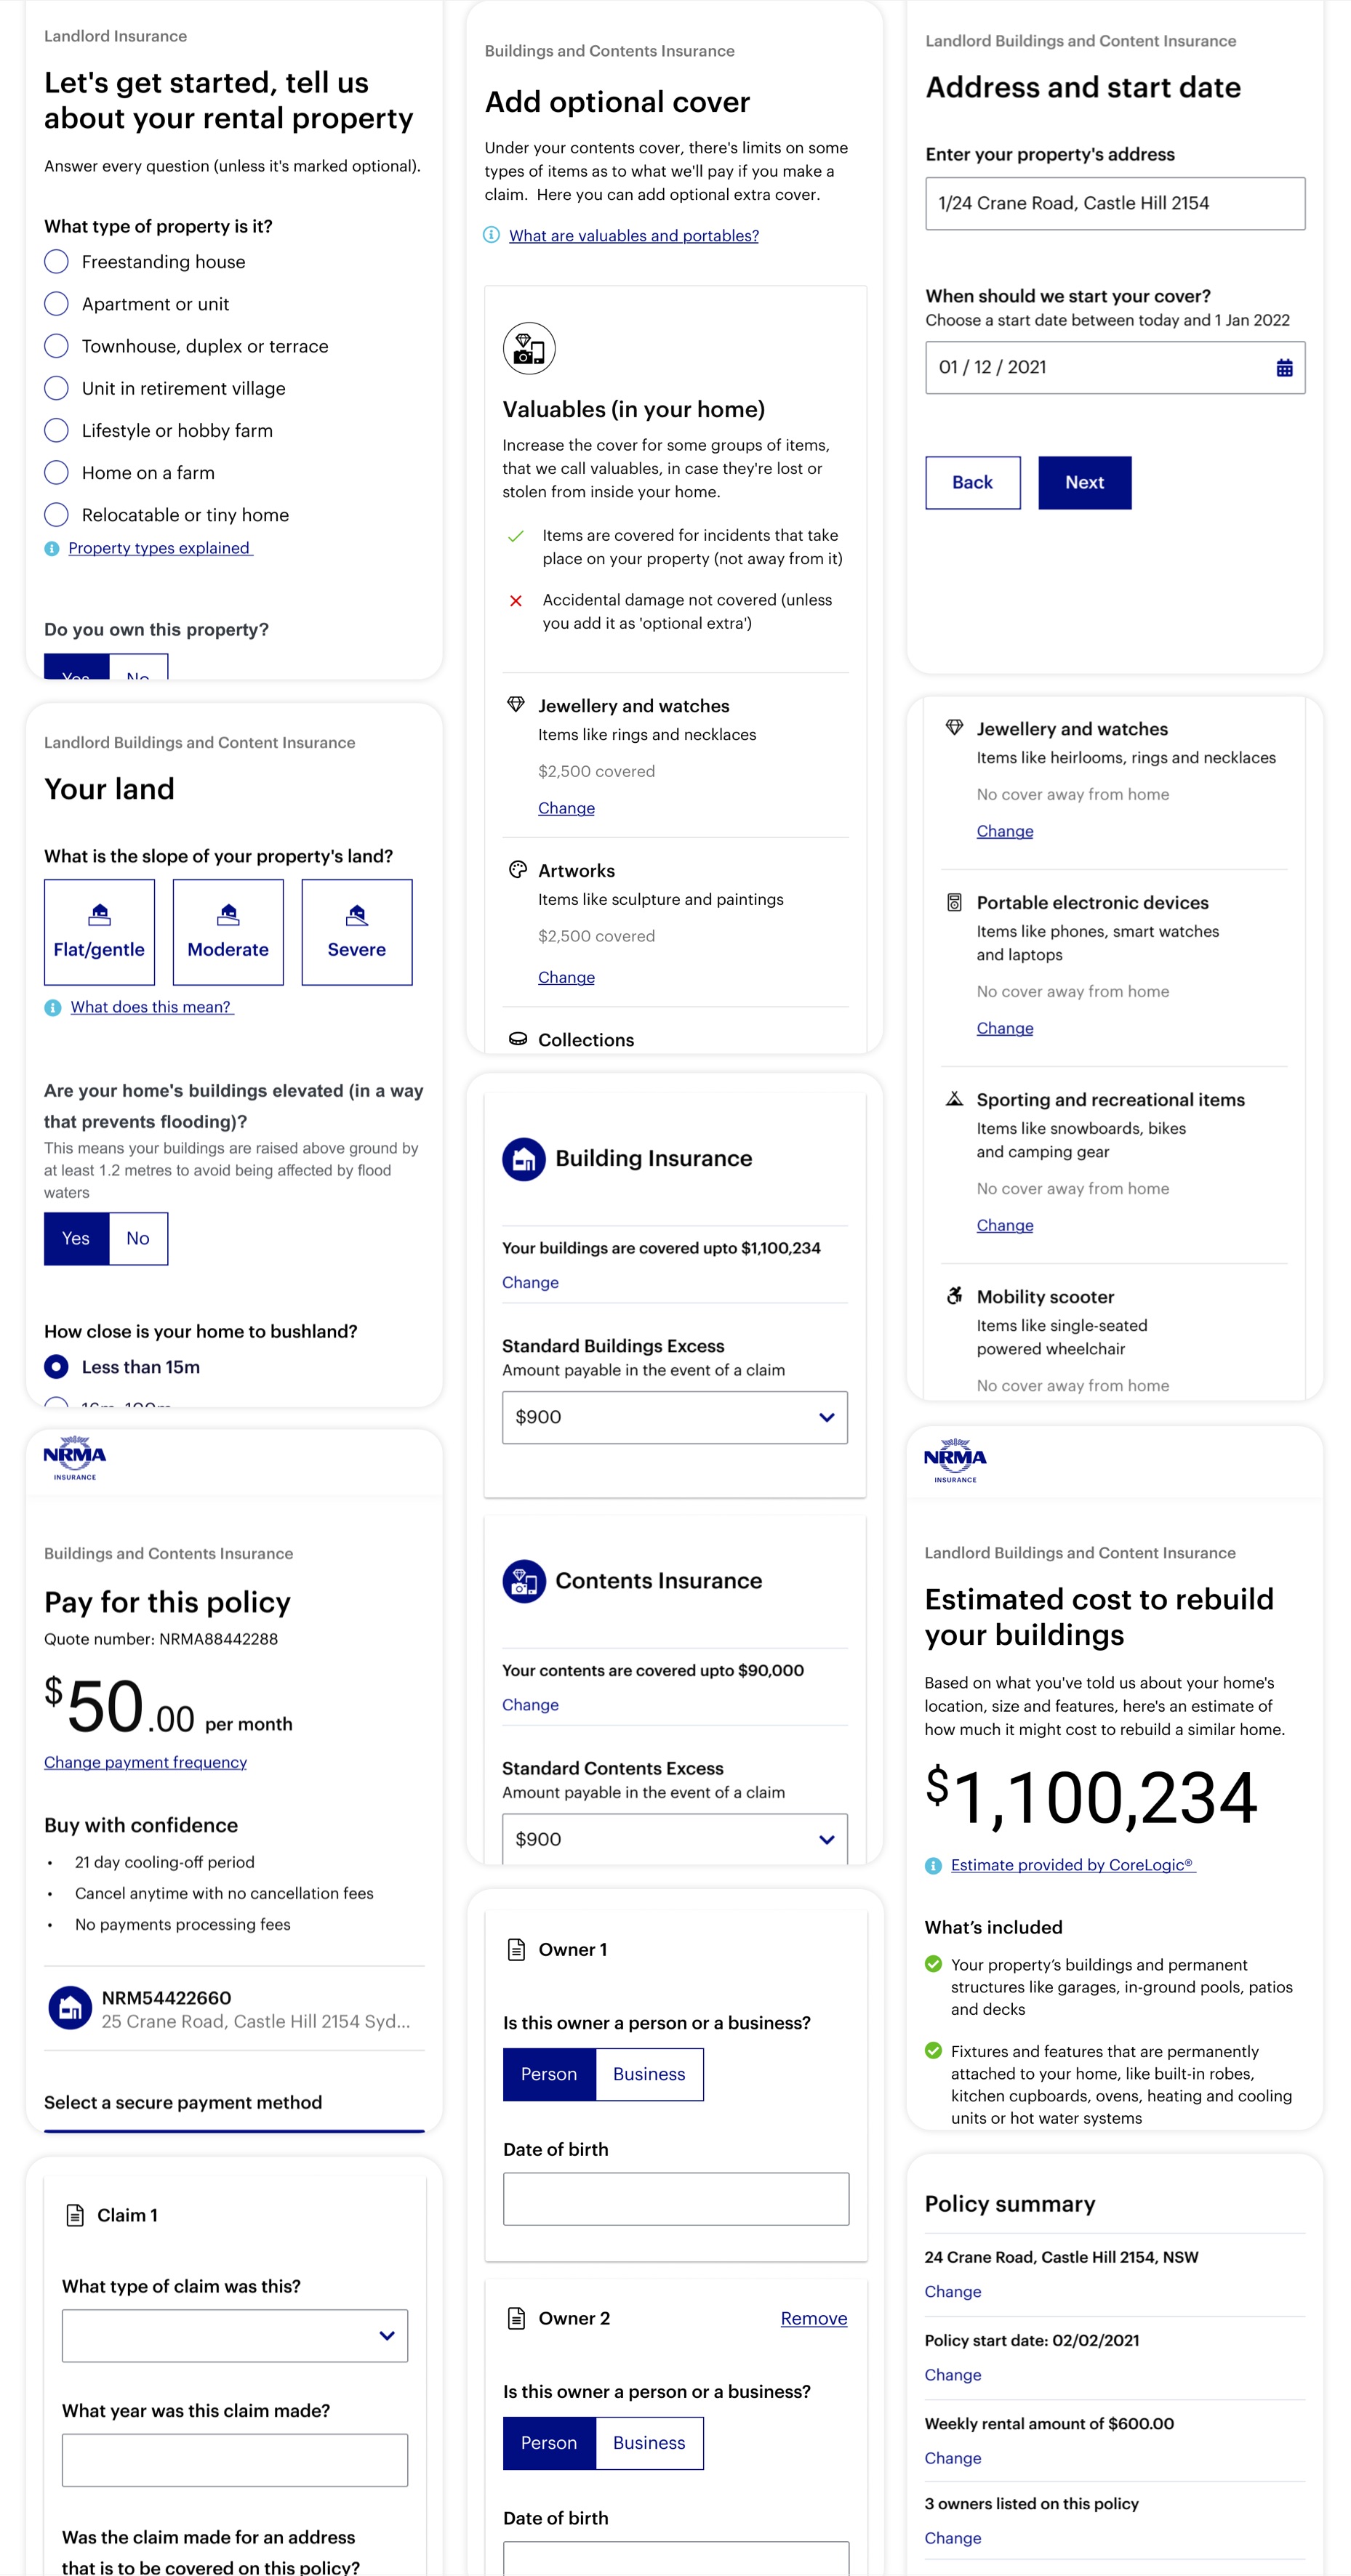 Landlord Insurance
Let's get started, tell us
about your rental property
Answer every question (unless it's marked optional).
What type of property is it?
Freestanding house
Apartment or unit
Townhouse, duplex or terrace
Unit in retirement village
Lifestyle or hobby farm
Home on a farm
Relocatable or tiny home
Property types explained
Do you own this property?
Yes No
Landlord Buildings and Content Insurance
Your land
What is the slope of your property's land?
Flat/gentle Moderate Severe
What does this mean?
Are your home's buildings elevated (in a way
that prevents flooding)?
This means your buildings are raised above ground by
at least 1.2 metres to avoid being affected by flood
waters
Yes No
How close is your home to bushland?
Less than 15m
16m-100m
NRMA
INSURANCE
Buildings and Contents Insurance
Pay for this policy
Quote number: NRMA88442288
$50.00 per month
Change payment frequency
Buy with confidence
• 21 day cooling-off period
• Cancel anytime with no cancellation fees
• No payments processing fees
NRM54422660
25 Crane Road, Castle Hill 2154 Syd...
Select a secure payment method
Claim 1
What type of claim was this?
What year was this claim made?
Was the claim made for an address
that is to be covered on this policy?
Buildings and Contents Insurance
Add optional cover
Under your contents cover, there's limits on some
types of items as to what we'll pay if you make a
claim. Here you can add optional extra cover.
What are valuables and portables?
Valuables (in your home)
Increase the cover for some groups of items,
that we call valuables, in case they're lost or
stolen from inside your home.
Items are covered for incidents that take
place on your property (not away from it)
Accidental damage not covered (unless
you add it as 'optional extra')
Jewellery and watches
Items like rings and necklaces
$2,500 covered
Change
Artworks
Items like sculpture and paintings
$2,500 covered
Change
Collections
Building Insurance
Your buildings are covered upto $1,100,234
Change
Standard Buildings Excess
Amount payable in the event of a claim
$900
Contents Insurance
Your contents are covered upto $90,000
Change
Standard Contents Excess
Amount payable in the event of a claim
$900
Owner 1
Is this owner a person or a business?
Person Business
Date of birth
Owner 2 Remove
Is this owner a person or a business?
Person Business
Date of birth
Landlord Buildings and Content Insurance
Address and start date
Enter your property's address
1/24 Crane Road, Castle Hill 2154
When should we start your cover?
Choose a start date between today and 1 Jan 2022
01 / 12 / 2021
Back Next
Jewellery and watches
Items like heirlooms, rings and necklaces
No cover away from home
Change
Portable electronic devices
Items like phones, smart watches
and laptops
No cover away from home
Change
Sporting and recreational items
Items like snowboards, bikes
and camping gear
No cover away from home
Change
Mobility scooter
Items like single-seated
powered wheelchair
No cover away from home
NRMA
INSURANCE
Landlord Buildings and Content Insurance
Estimated cost to rebuild
your buildings
Based on what you've told us about your home's
location, size and features, here's an estimate of
how much it might cost to rebuild a similar home.
$1,100,234
Estimate provided by CoreLogic®
What's included
Your property's buildings and permanent
structures like garages, in-ground pools, patios
and decks
Fixtures and features that are permanently
attached to your home, like built-in robes,
kitchen cupboards, ovens, heating and cooling
units or hot water systems
Policy summary
24 Crane Road, Castle Hill 2154, NSW
Change
Policy start date: 02/02/2021
Change
Weekly rental amount of $600.00
Change
3 owners listed on this policy
Change